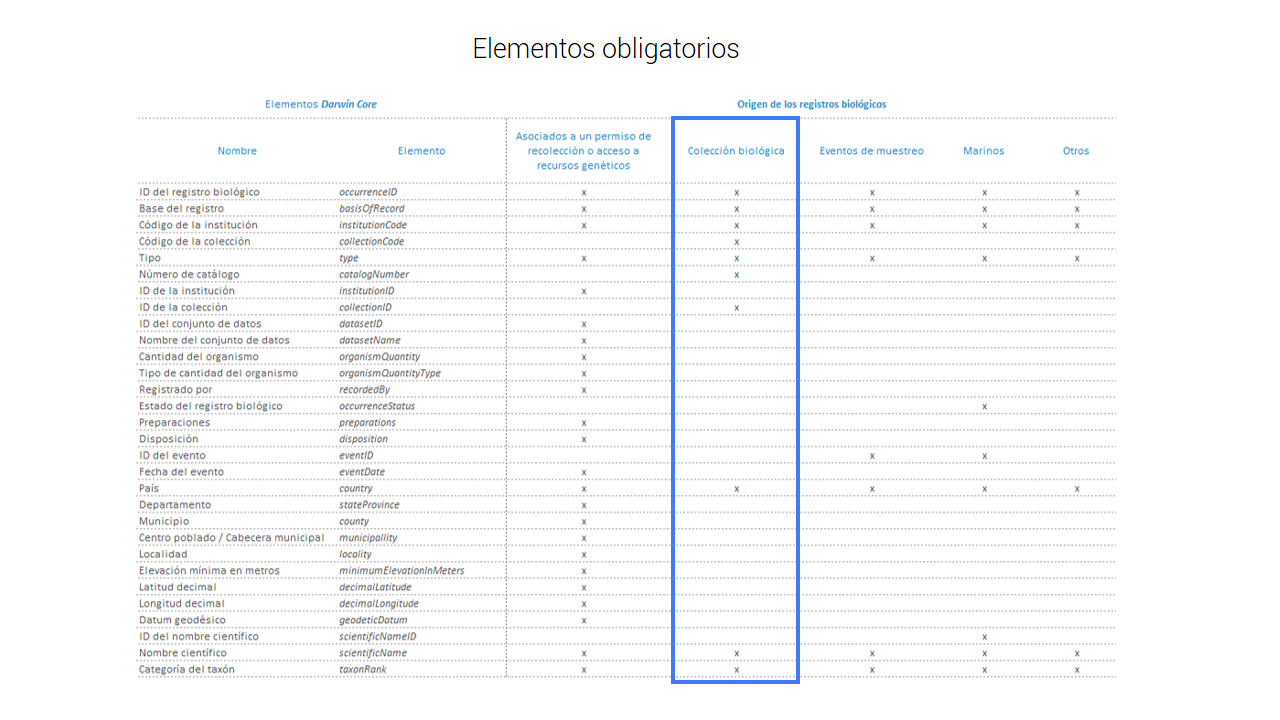 Elementos obligatorios
Elementos Darwin Core Origen de los registros biológicos
Nombre Elemento Asociados a un permiso de recolección o acceso a recursos genéticos Colección biológica Eventos de muestreo Marinos Otros
ID del registro biológico occurrenceID x x x x x
Base del registro basisOfRecord x x x x x
Código de la institución institutionCode x x x x x
Código de la colección collectionCode x
Tipo type x x x x x
Número de catálogo catalogNumber x
ID de la institución institutionID x
ID de la colección collectionID x
ID del conjunto de datos datasetID x
Nombre del conjunto de datos datasetName x
Cantidad del organismo organismQuantity x
Tipo de cantidad del organismo organismQuantityType x
Registrado por recordedBy x
Estado del registro biológico occurrenceStatus x
Preparaciones preparations x
Disposición disposition x
ID del evento eventID x x
Fecha del evento eventDate x
País country x x x x x
Departamento stateProvince x
Municipio county x
Centro poblado / Cabecera municipal municipality x
Localidad locality x
Elevación mínima en metros minimumElevationInMeters x
Latitud decimal decimalLatitude x
Longitud decimal decimalLongitude x
Datum geodésico geodeticDatum x
ID del nombre científico scientificNameID x
Nombre científico scientificName x x x x x
Categoría del taxón taxonRank x x x x x